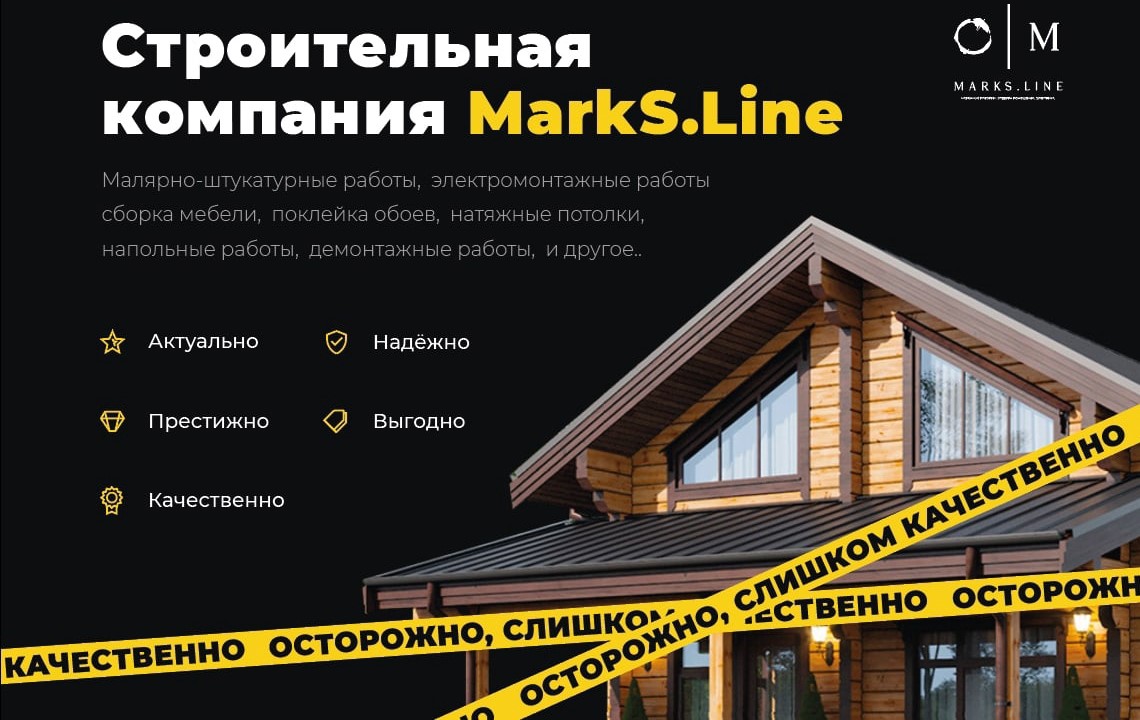 Строительная
компания MarkS.Line
O | M
MARKS.LINE
Малярно-штукатурные работы, электромонтажные работы
сборка мебели, поклейка обоев, натяжные потолки,
напольные работы, демонтажные работы, и другое..
Актуально
Надёжно
Престижно
Выгодно
Качественно
КАЧЕСТВЕННО ОСТОРОЖНО, СЛИШКОМ ЧЕСТВЕННО ОСТОРОЖН
НО ОСТОРОЖНО, СЛИШКОМ КАЧЕСТВЕННО